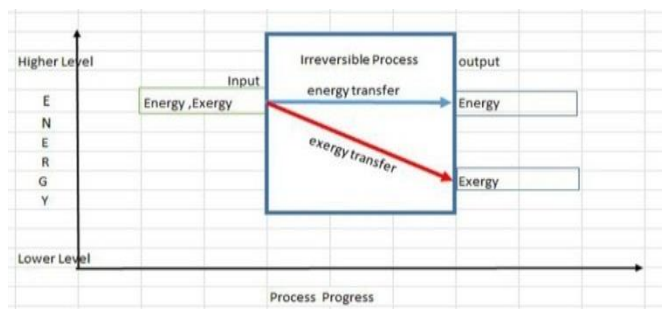 Higher Level
Irreversible Process
output
Input
energy transfer
Energy ,Exergy
Energy
E
N
E
R
G
Y
exergy transfer
Exergy
Lower Level
Process Progress